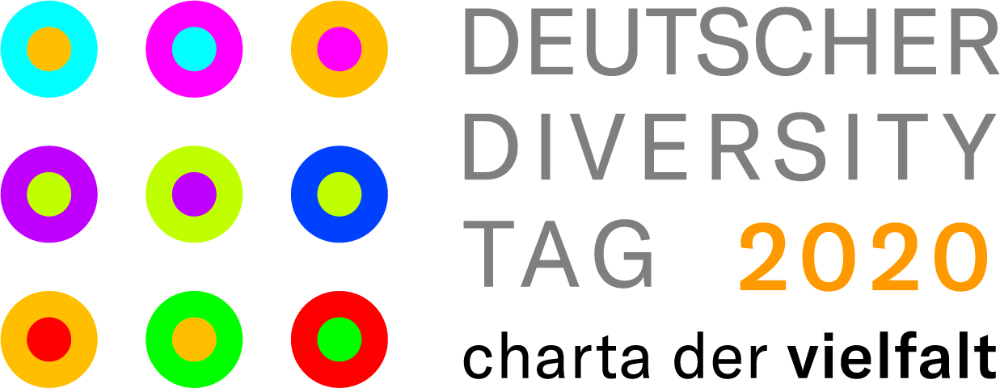 DEUTSCHER
DIVERSITY
TAG 2020
charta der vielfalt